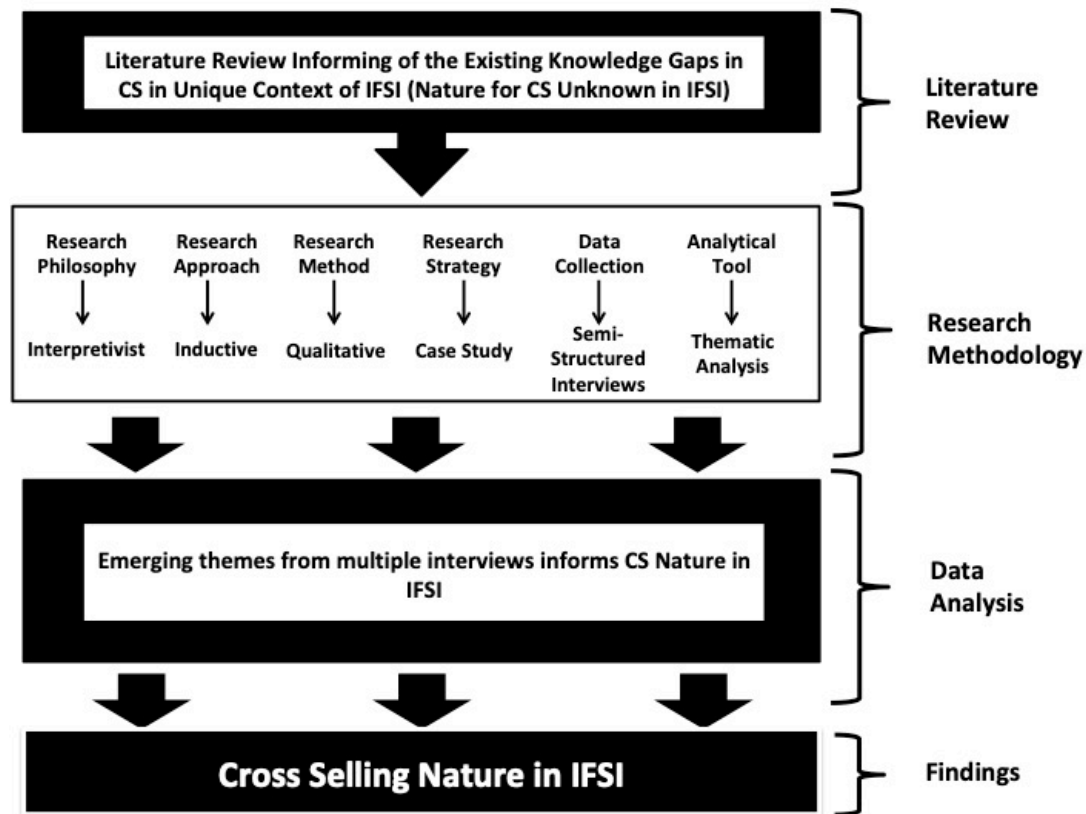 Literature Review Informing of the Existing Knowledge Gaps in
CS in Unique Context of IFSI (Nature for CS Unknown in IFSI)
Literature
Review
Research
Philosophy
Interpretivist
Research
Approach
Inductive
Research
Method
Qualitative
Research
Strategy
Case Study
Data
Collection
Semi-
Structured
Interviews
Analytical
Tool
Thematic
Analysis
Research
Methodology
Emerging themes from multiple interviews informs CS Nature in
IFSI
Data
Analysis
Cross Selling Nature in IFSI
Findings